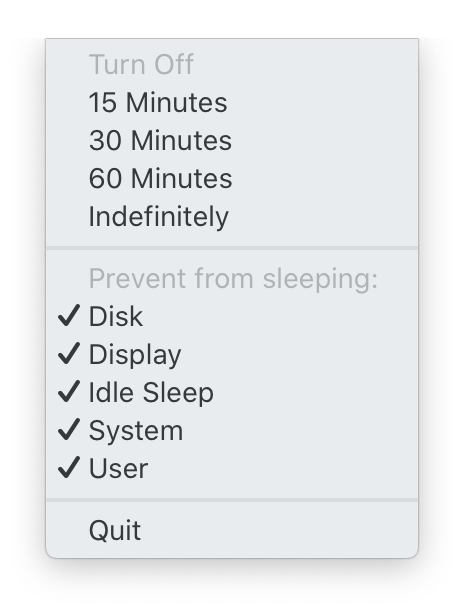 Turn Off
15 Minutes
30 Minutes
60 Minutes
Indefinitely
Prevent from sleeping:
Disk
Display
Idle Sleep
System
User
Quit